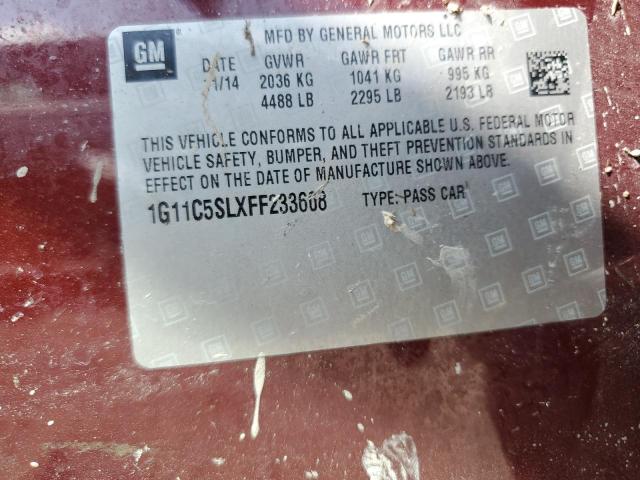 GM
MFD BY GENERAL MOTORS LLC
DATE GVWR GAWR FRT GAWR RR
1/14 2036 KG 1041 KG 995 KG
4488 LB 2295 LB 2193 LB
THIS VEHICLE CONFORMS TO ALL APPLICABLE U.S. FEDERAL MOTOR
VEHICLE SAFETY, BUMPER, AND THEFT PREVENTION STANDARDS IN
EFFECT ON THE DATE OF MANUFACTURE SHOWN ABOVE.
1G11C5SLXFF233608 TYPE: PASS CAR